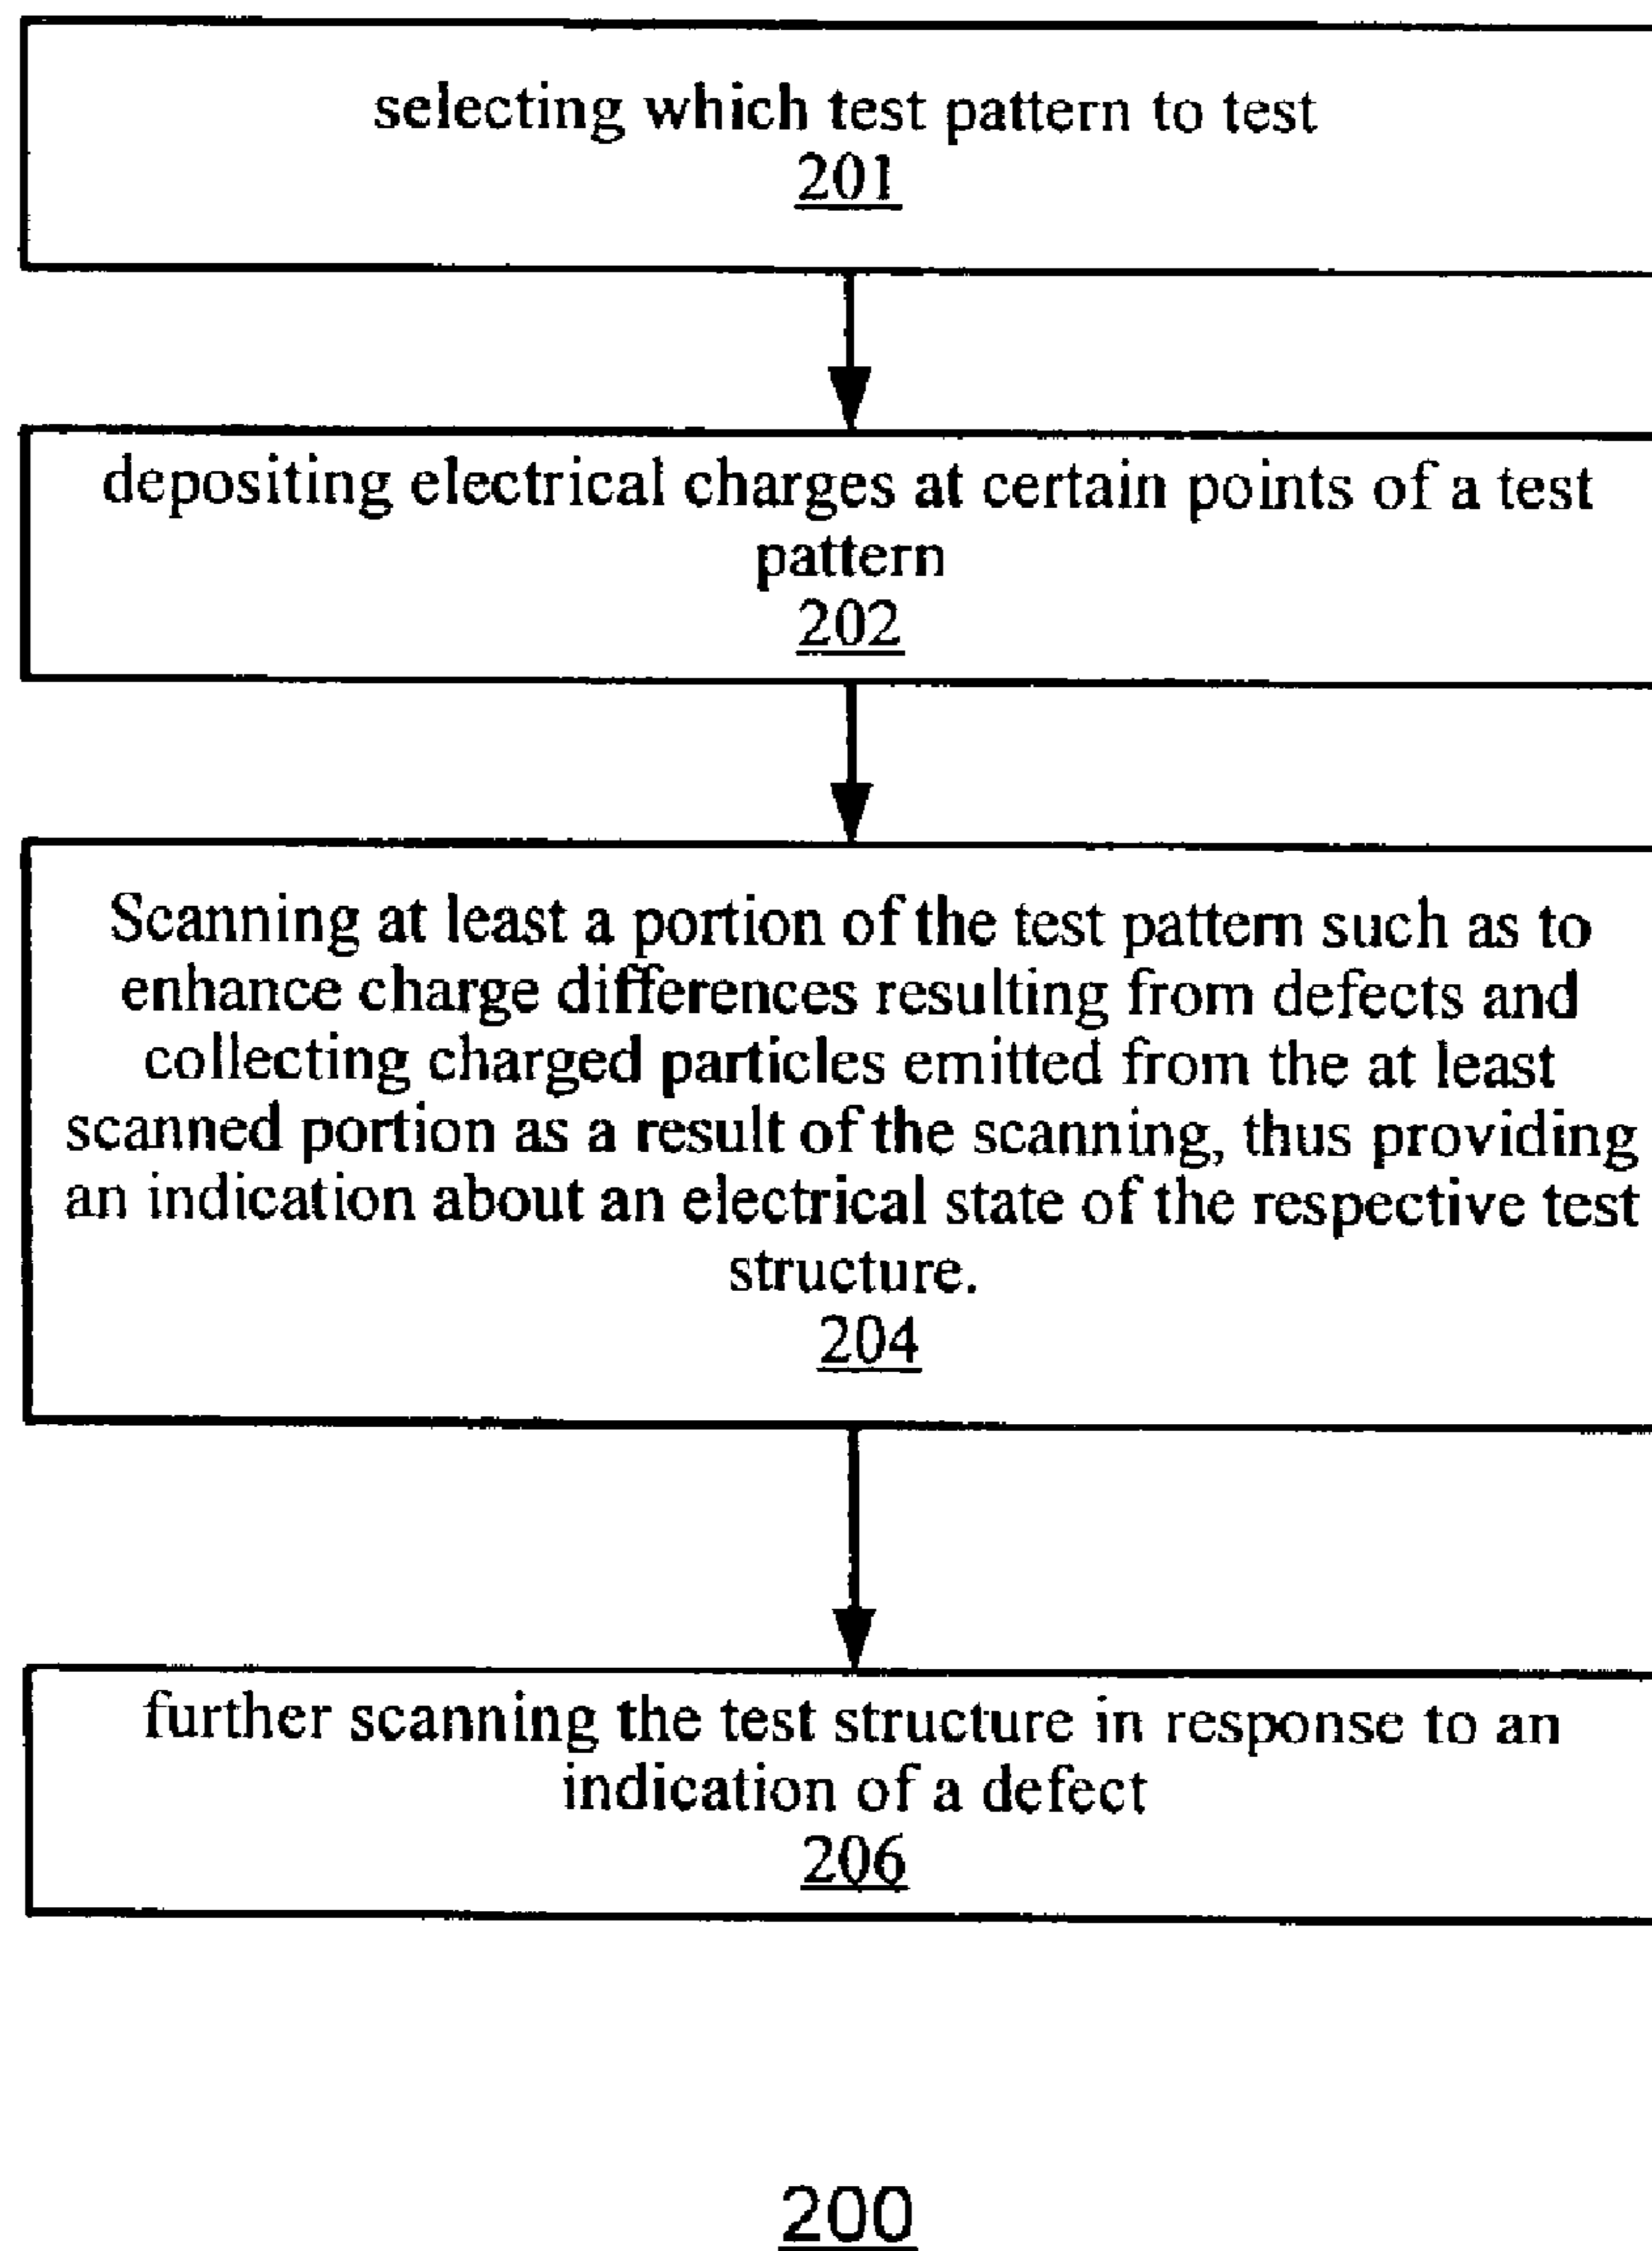 selecting which test pattern to test
201
depositing electrical charges at certain points of a test
pattern
202
Scanning at least a portion of the test pattern such as to
enhance charge differences resulting from defects and
collecting charged particles emitted from the at least
scanned portion as a result of the scanning, thus providing
an indication about an electrical state of the respective test
structure.
204
further scanning the test structure in response to an
indication of a defect
206
200